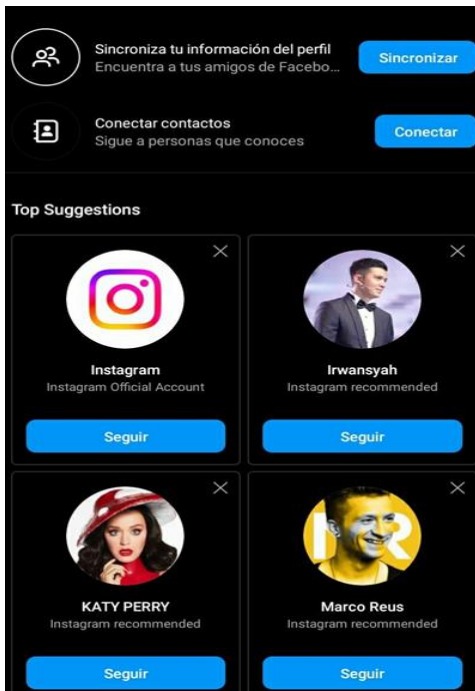 Sincroniza tu información del perfil
Encuentra a tus amigos de Facebo...
Sincronizar
Conectar contactos
Sigue a personas que conoces
Conectar
Top Suggestions
Instagram
Instagram Official Account
Seguir
Irwansyah
Instagram recommended
Seguir
KATY PERRY
Instagram recommended
Seguir
Marco Reus
Instagram recommended
Seguir